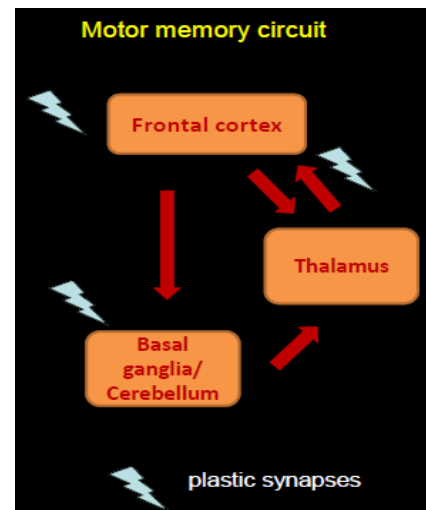 Motor memory circuit
Frontal cortex
Thalamus
Basal
ganglia/
Cerebellum
plastic synapses